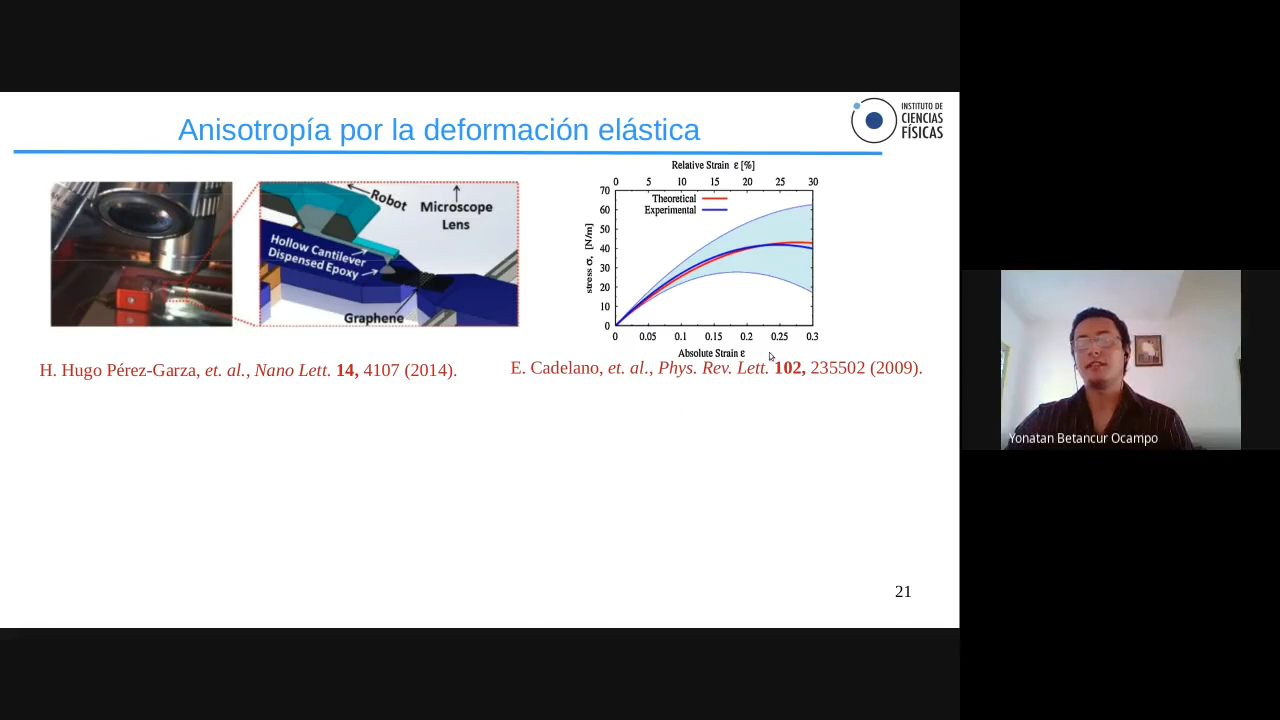 Anisotropía por la deformación elástica
INSTITUTO DE
CIENCIAS
FÍSICAS
Robot
Microscope
Lens
Hollow Cantilever
Dispensed Epoxy
Graphene
Relative Strain ε [%]
0 5 10 15 20 25 30
Theoretical
Experimental
70
60
50
40
30
20
10
0
stress σ, [N/m]
0 0.05 0.1 0.15 0.2 0.25 0.3
Absolute Strain ε
H. Hugo Pérez-Garza, et. al., Nano Lett. 14, 4107 (2014).
E. Cadelano, et. al., Phys. Rev. Lett. 102, 235502 (2009).
21
Yonatan Betancur Ocampo